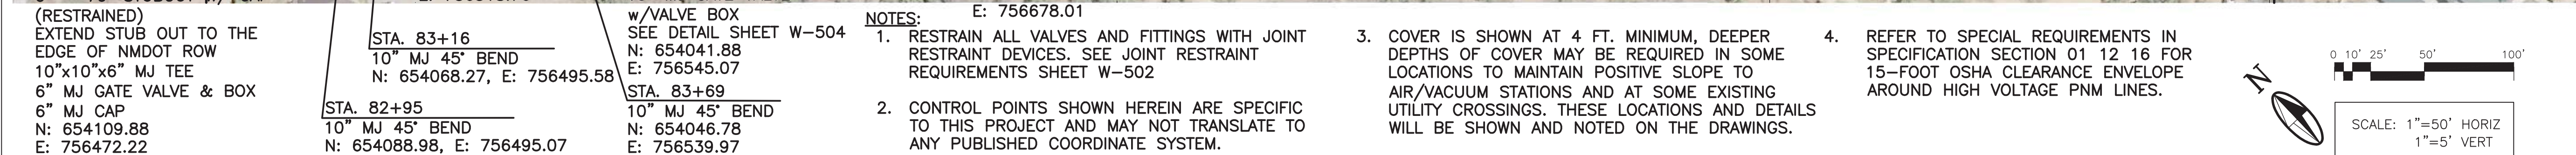 (RESTRAINED)
EXTEND STUB OUT TO THE
EDGE OF NMDOT ROW
10"x10"x6" MJ TEE
6" MJ GATE VALVE & BOX
6" MJ CAP
N: 654109.88
E: 756472.22
STA. 83+16
10" MJ 45° BEND
N: 654068.27, E: 756495.58
STA. 82+95
10" MJ 45° BEND
N: 654088.98, E: 756495.07
w/VALVE BOX
SEE DETAIL SHEET W-504
N: 654041.88
E: 756545.07
STA. 83+69
10" MJ 45° BEND
N: 654046.78
E: 756539.97
E: 756678.01
NOTES:
1. RESTRAIN ALL VALVES AND FITTINGS WITH JOINT
RESTRAINT DEVICES. SEE JOINT RESTRAINT
REQUIREMENTS SHEET W-502
2. CONTROL POINTS SHOWN HEREIN ARE SPECIFIC
TO THIS PROJECT AND MAY NOT TRANSLATE TO
ANY PUBLISHED COORDINATE SYSTEM.
3. COVER IS SHOWN AT 4 FT. MINIMUM, DEEPER
DEPTHS OF COVER MAY BE REQUIRED IN SOME
LOCATIONS TO MAINTAIN POSITIVE SLOPE TO
AIR/VACUUM STATIONS AND AT SOME EXISTING
UTILITY CROSSINGS. THESE LOCATIONS AND DETAILS
WILL BE SHOWN AND NOTED ON THE DRAWINGS.
4. REFER TO SPECIAL REQUIREMENTS IN
SPECIFICATION SECTION 01 12 16 FOR
15-FOOT OSHA CLEARANCE ENVELOPE
AROUND HIGH VOLTAGE PNM LINES.
N
0 10' 25' 50' 100'
SCALE: 1"=50' HORIZ
1"=5' VERT